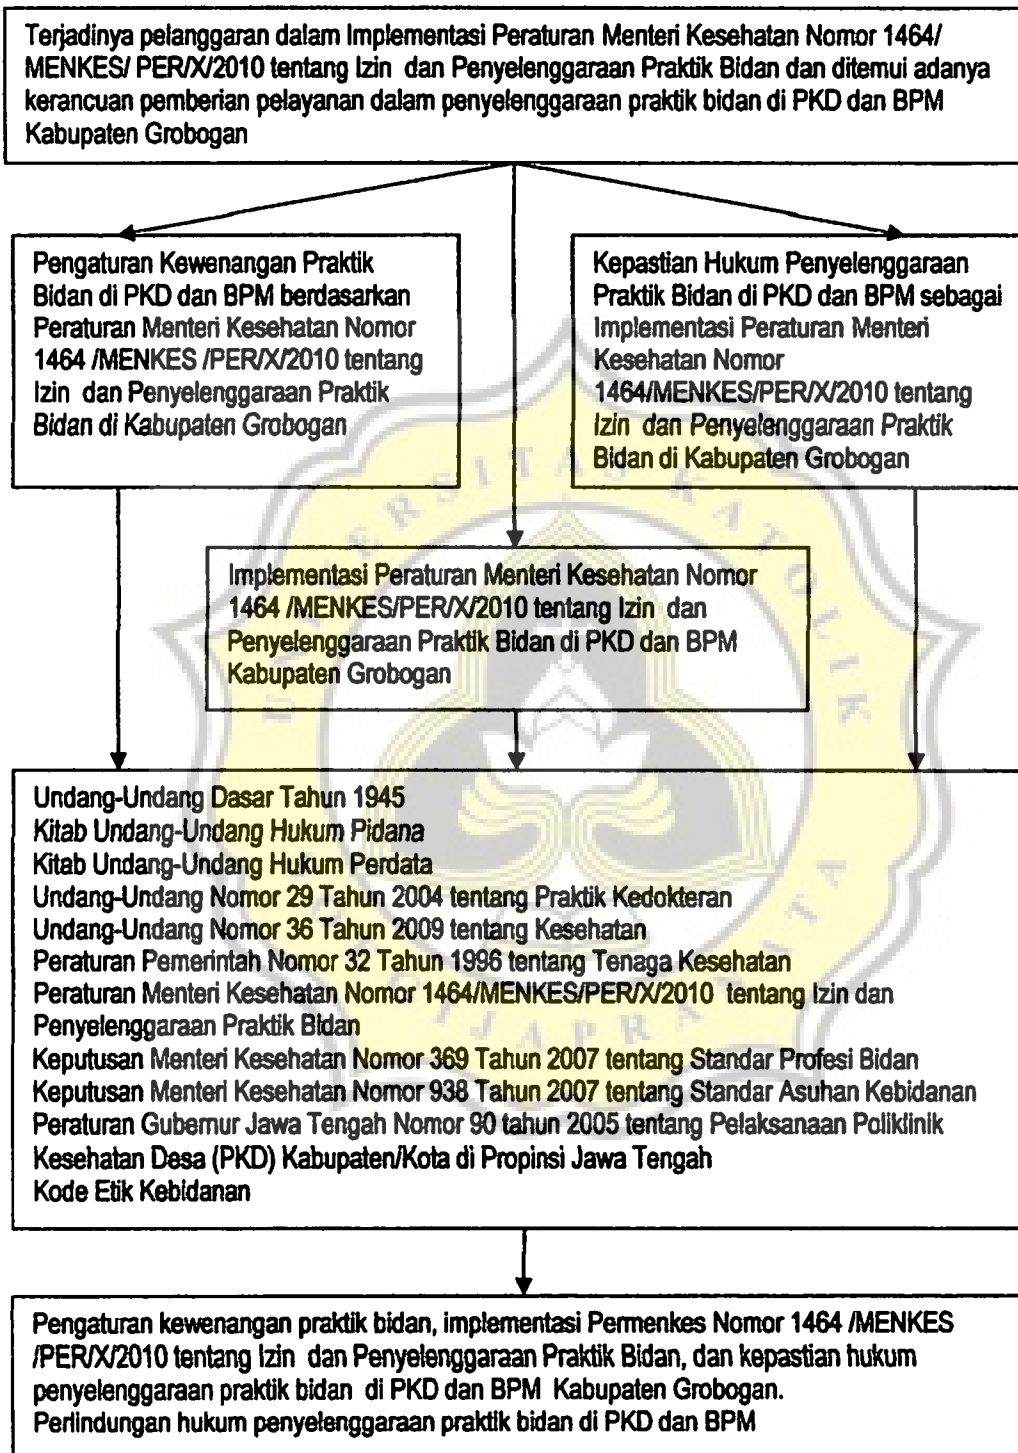 Terjadinya pelanggaran dalam Implementasi Peraturan Menteri Kesehatan Nomor 1464/
MENKES/ PER/X/2010 tentang Izin dan Penyelenggaraan Praktik Bidan dan ditemui adanya
kerancuan pemberian pelayanan dalam penyelenggaraan praktik bidan di PKD dan BPM
Kabupaten Grobogan
Pengaturan Kewenangan Praktik
Bidan di PKD dan BPM berdasarkan
Peraturan Menteri Kesehatan Nomor
1464 /MENKES /PER/X/2010 tentang
Izin dan Penyelenggaraan Praktik
Bidan di Kabupaten Grobogan
Kepastian Hukum Penyelenggaraan
Praktik Bidan di PKD dan BPM sebagai
Implementasi Peraturan Menteri
Kesehatan Nomor
1464/MENKES/PER/X/2010 tentang
Izin dan Penyelenggaraan Praktik
Bidan di Kabupaten Grobogan
Implementasi Peraturan Menteri Kesehatan Nomor
1464 /MENKES/PER/X/2010 tentang Izin dan
Penyelenggaraan Praktik Bidan di PKD dan BPM
Kabupaten Grobogan
Undang-Undang Dasar Tahun 1945
Kitab Undang-Undang Hukum Pidana
Kitab Undang-Undang Hukum Perdata
Undang-Undang Nomor 29 Tahun 2004 tentang Praktik Kedokteran
Undang-Undang Nomor 36 Tahun 2009 tentang Kesehatan
Peraturan Pemerintah Nomor 32 Tahun 1996 tentang Tenaga Kesehatan
Peraturan Menteri Kesehatan Nomor 1464/MENKES/PER/X/2010 tentang Izin dan
Penyelenggaraan Praktik Bidan
Keputusan Menteri Kesehatan Nomor 369 Tahun 2007 tentang Standar Profesi Bidan
Keputusan Menteri Kesehatan Nomor 938 Tahun 2007 tentang Standar Asuhan Kebidanan
Peraturan Gubernur Jawa Tengah Nomor 90 tahun 2005 tentang Pelaksanaan Poliklinik
Kesehatan Desa (PKD) Kabupaten/Kota di Propinsi Jawa Tengah
Kode Etik Kebidanan
Pengaturan kewenangan praktik bidan, implementasi Permenkes Nomor 1464 /MENKES
/PER/X/2010 tentang Izin dan Penyelenggaraan Praktik Bidan, dan kepastian hukum
penyelenggaraan praktik bidan di PKD dan BPM Kabupaten Grobogan.
Perlindungan hukum penyelenggaraan praktik bidan di PKD dan BPM
UNIVERSITAS KATOLIK